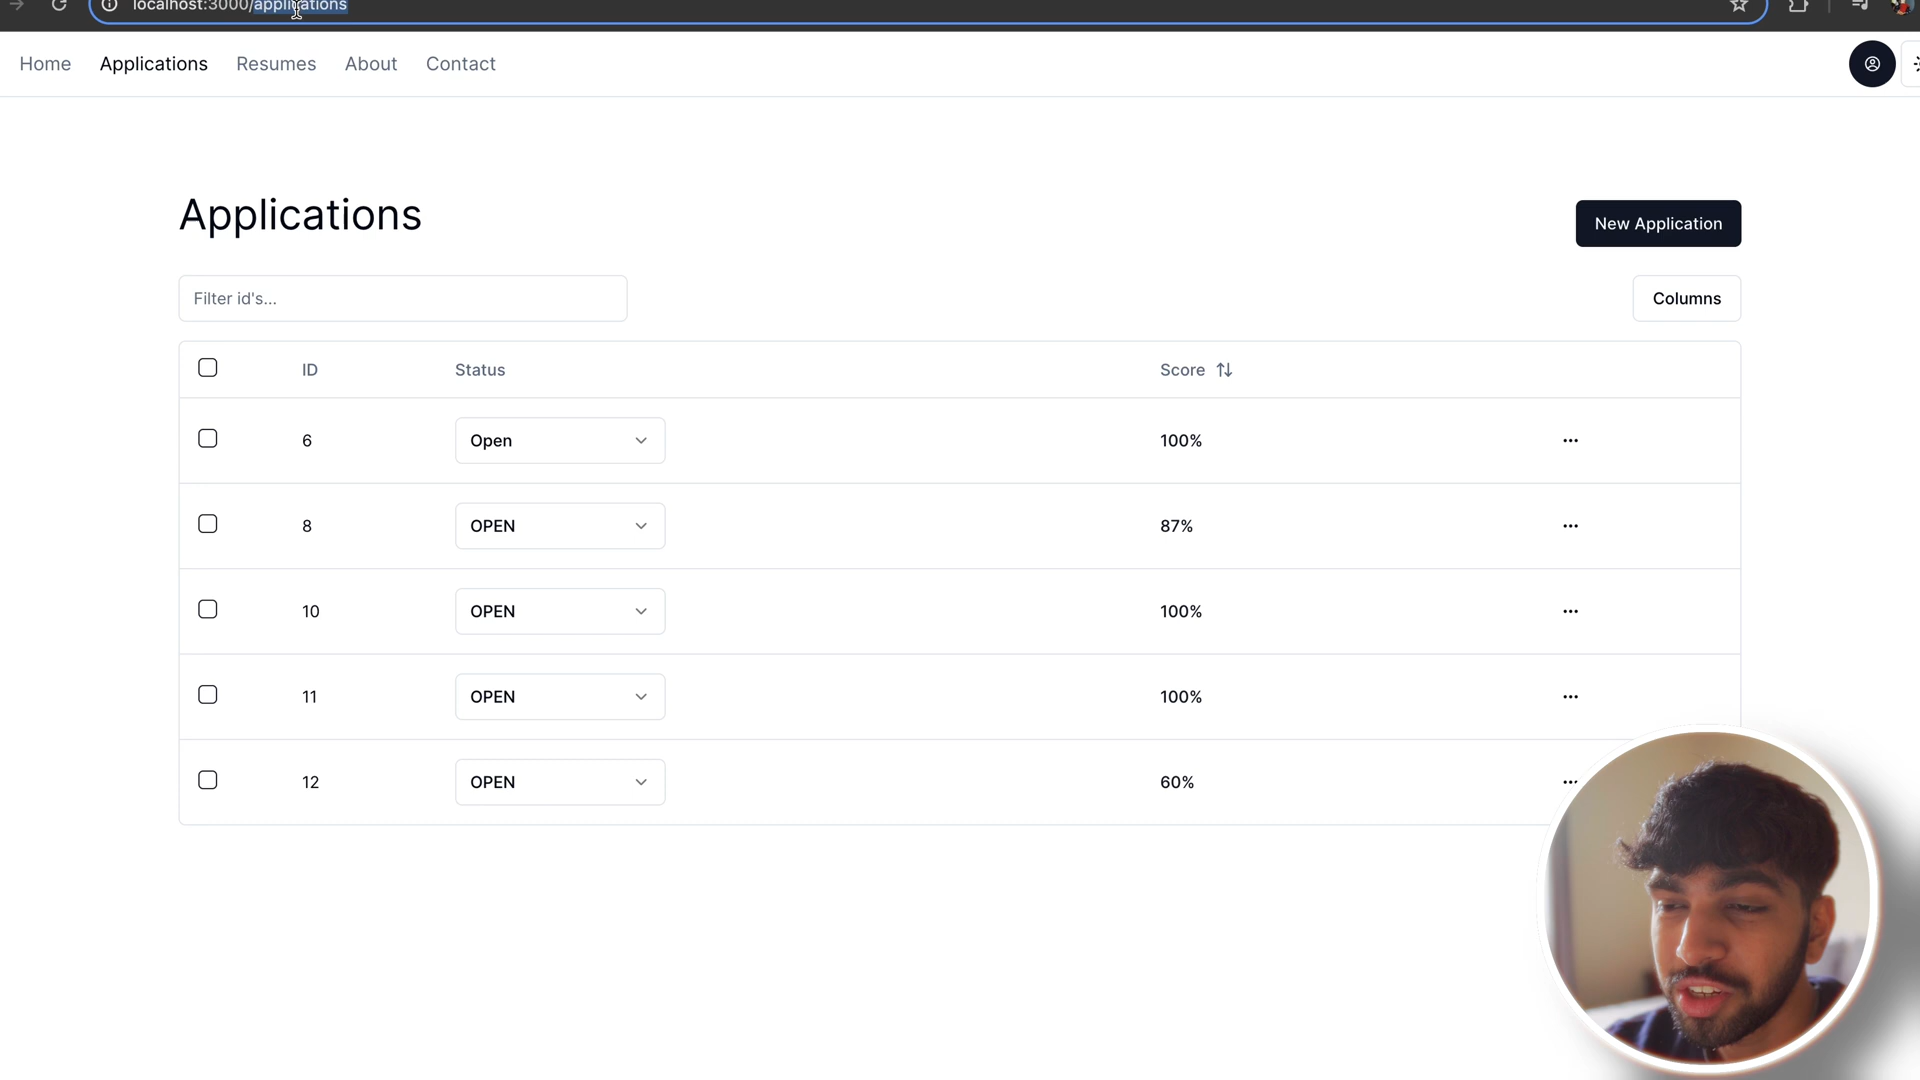 localhost:3000/applications
Home Applications Resumes About Contact
Applications
New Application
Filter id's...
Columns
ID Status Score
6 Open 100%
8 OPEN 87%
10 OPEN 100%
11 OPEN 100%
12 OPEN 60%